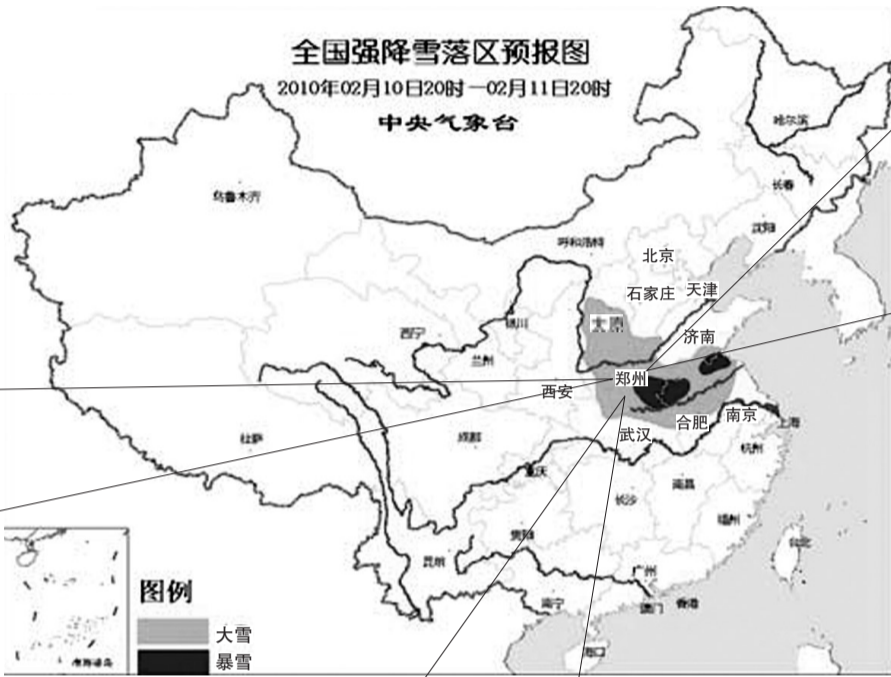 全国强降雪落区预报图
2010年02月10日20时—02月11日20时
中央气象台
哈尔滨
长春
乌鲁木齐
沈阳
呼和浩特
北京
天津
石家庄
银川
太原
济南
西宁
兰州
郑州
西安
南京
合肥
上海
武汉
拉萨
成都
杭州
重庆
南昌
长沙
福州
贵阳
台北
昆明
广州
南宁
澳门
香港
海口
图例
大雪
暴雪
南海诸岛